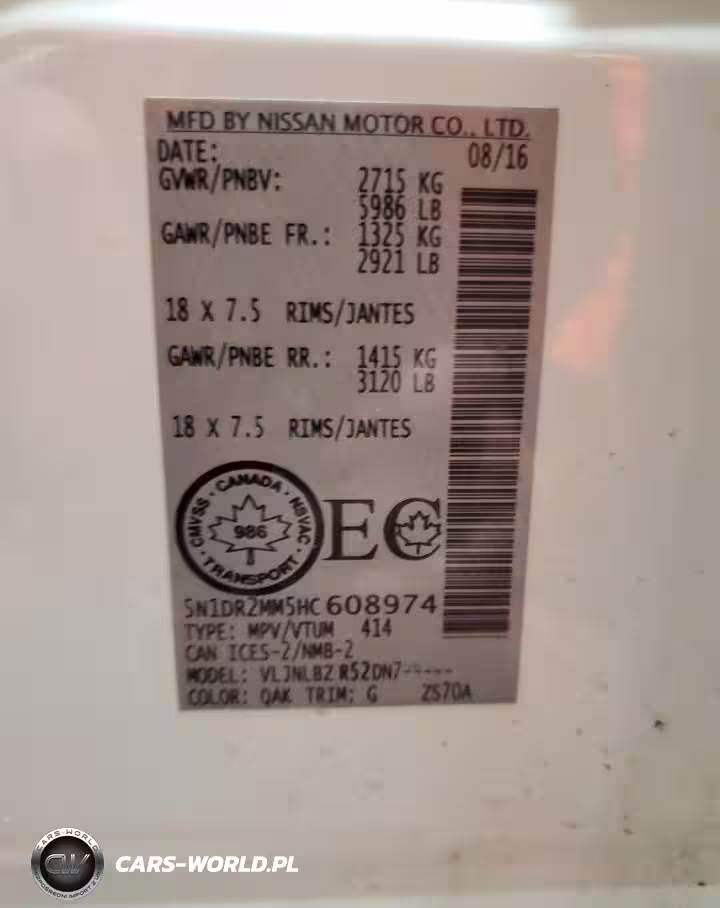 MFD BY NISSAN MOTOR CO., LTD.
DATE: 08/16
GVWR/PNBV: 2715 KG
5986 LB
GAWR/PNBE FR.: 1325 KG
2921 LB
18 X 7.5 RIMS/JANTES
GAWR/PNBE RR.: 1415 KG
3120 LB
18 X 7.5 RIMS/JANTES
CMVSS · CANADA · NSVAC · TRANSPORT
986
EC
5N1DR2MM5HC608974
TYPE: MPV/VTUM 414
CAN ICES-2/NMB-2
MODEL: VLJNLBZ R52DN7-----
COLOR: QAK TRIM: G ZS70A
CARS-WORLD
CW
CARS-WORLD.PL